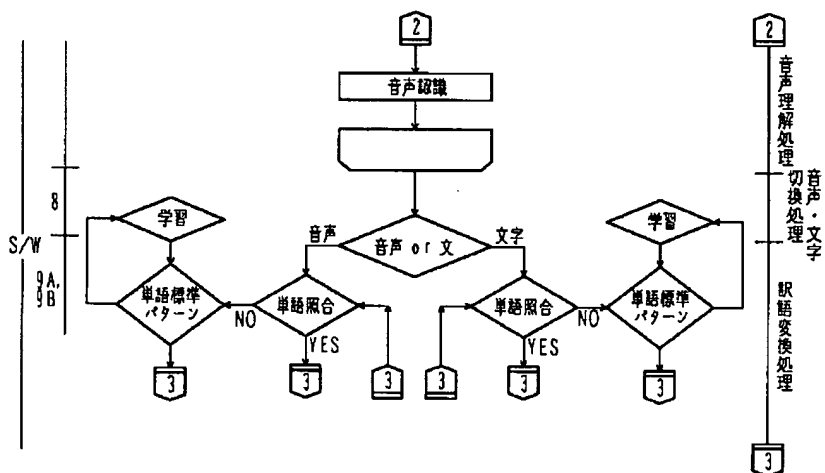 2
2
音声認識
音声理解処理
音声・文字
切換処理
8
学習
学習
S/W
音声
音声 or 文
文字
9A,
9B
単語標準
パターン
NO
単語照合
単語照合
NO
単語標準
パターン
訳語変換処理
YES
YES
3
3
3
3
3
3
3